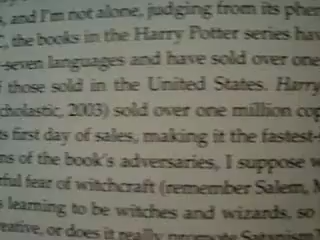 , and I'm not alone, judging from its
the books in the Harry Potter series
-seven languages and have sold over one
those sold in the United States. Harry
cholastic, 2003) sold over one million cop
s first day of sales, making it the fastest-
ns of the book's adversaries, I suppose w
ful fear of witchcraft (remember Salem, M
s learning to be witches and wizards, so
eative, or does it really promote Satanism